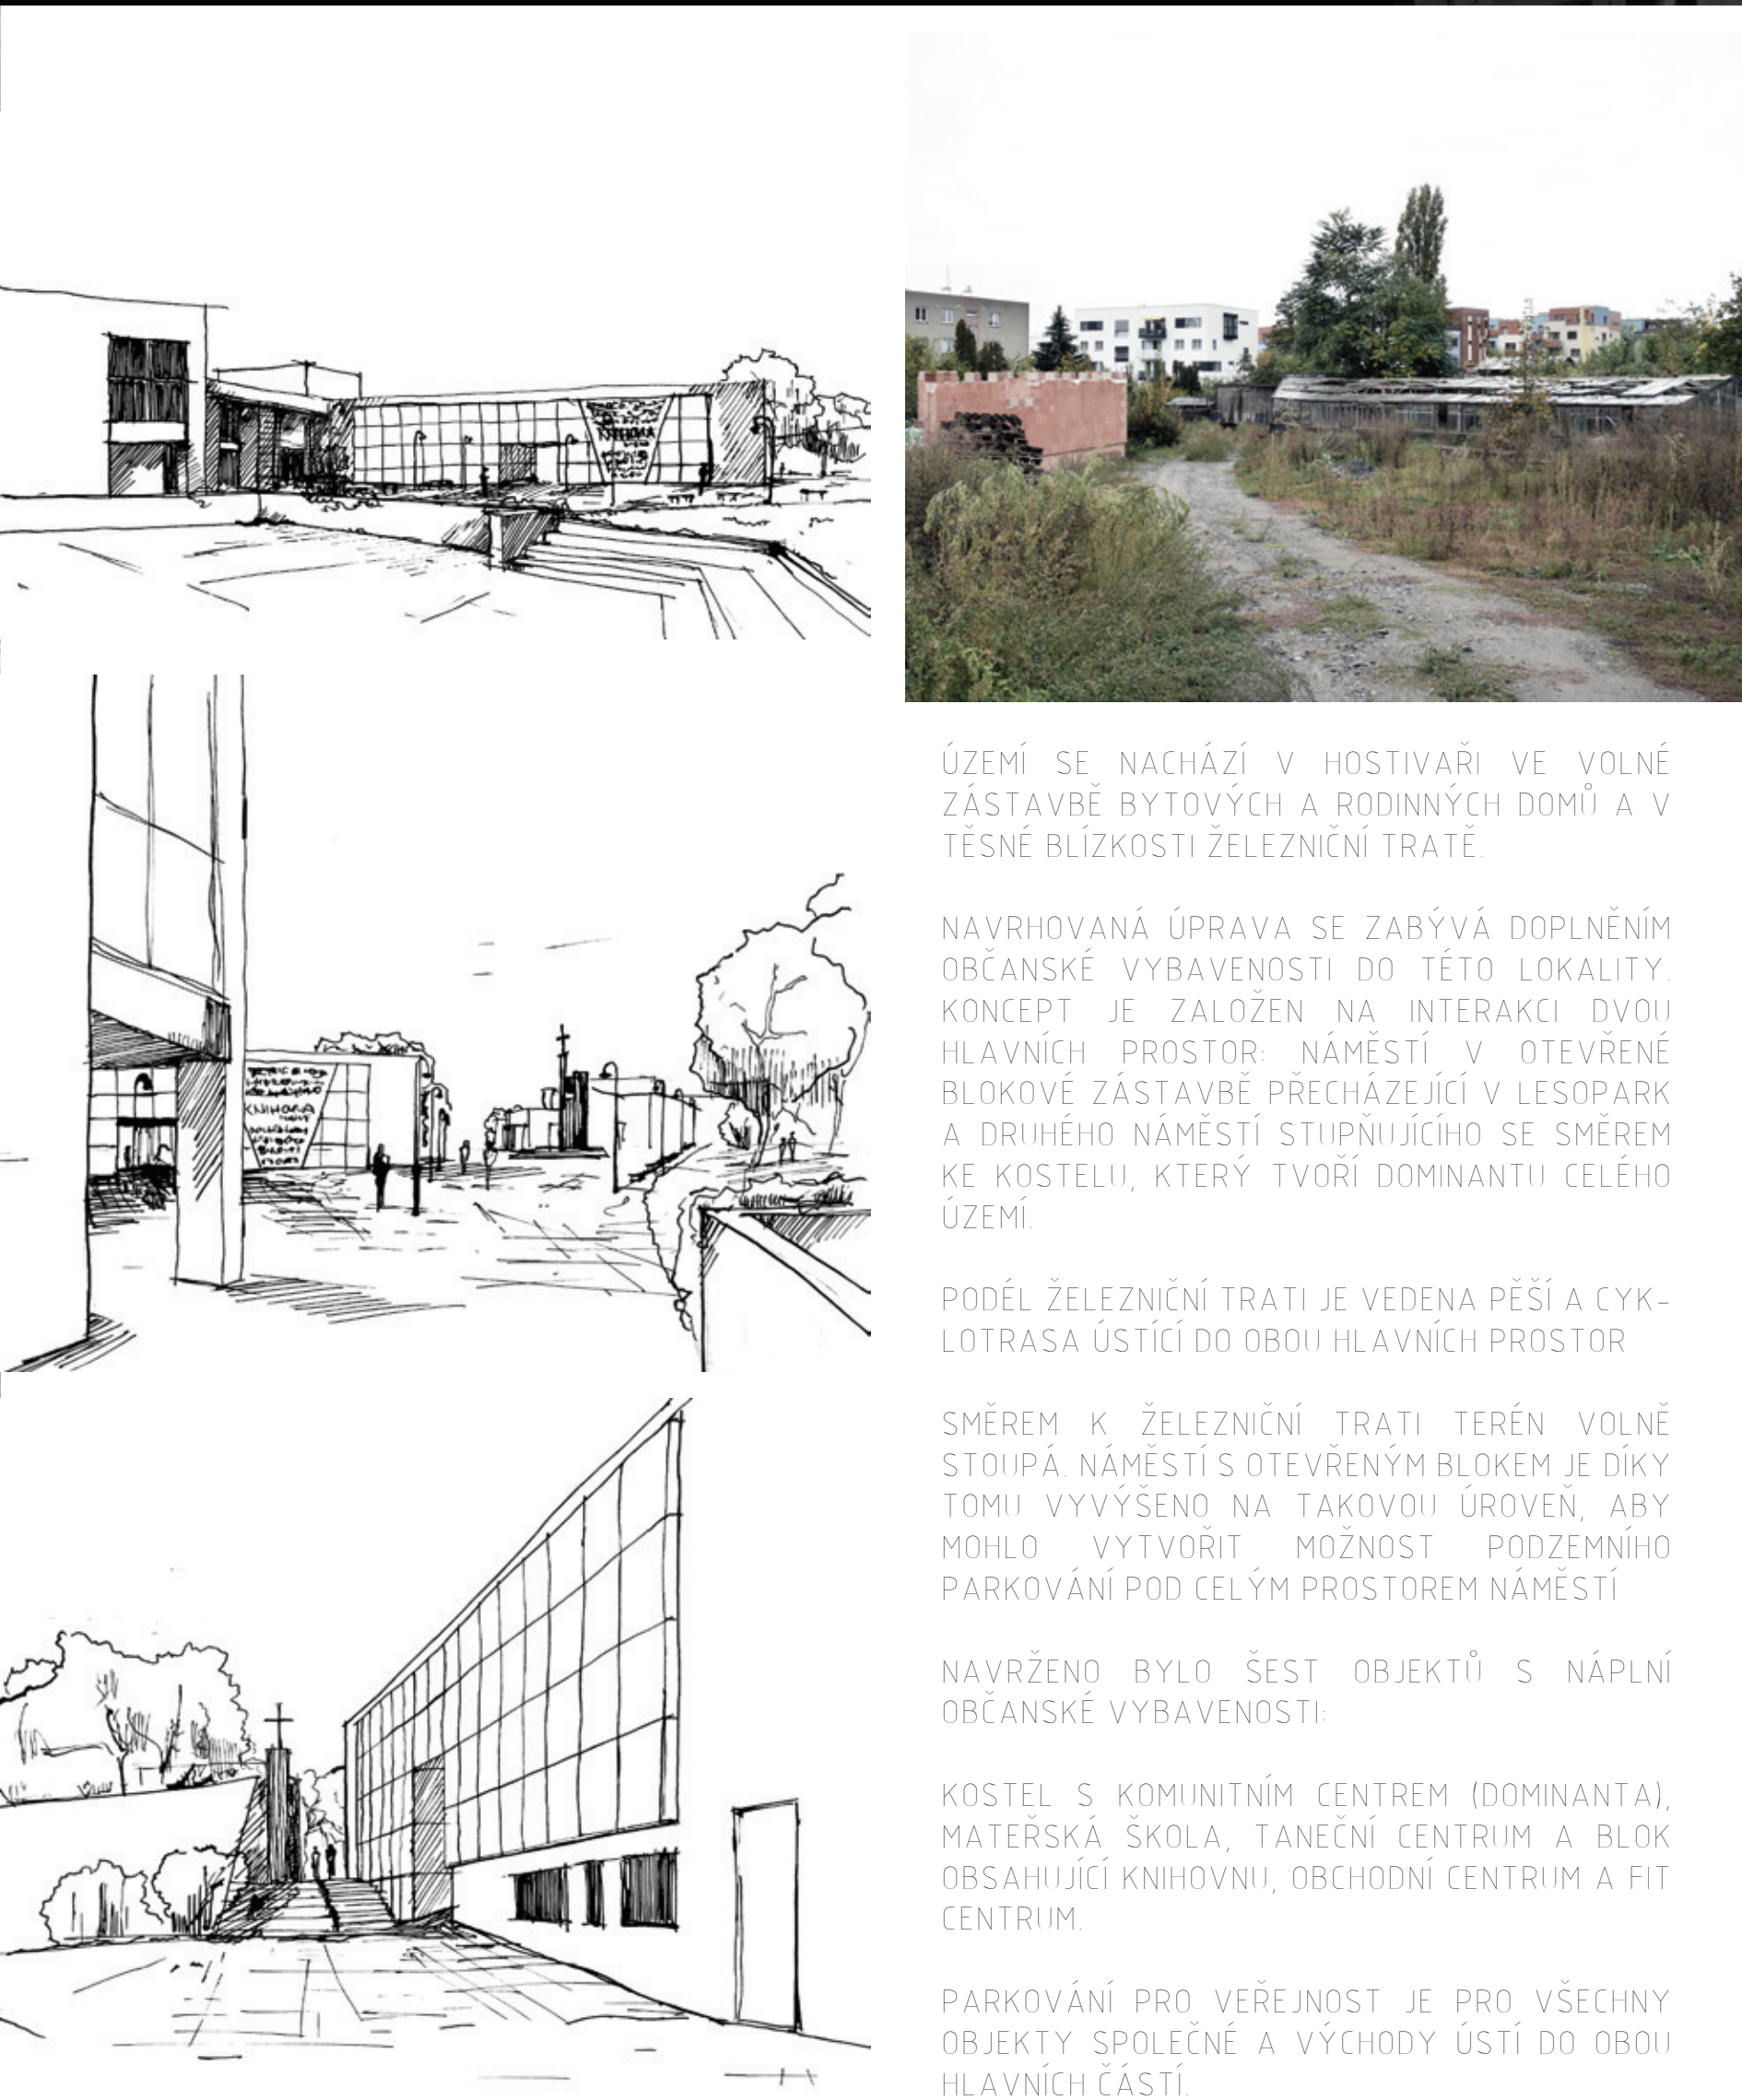 KNIHOVNA
KNIHOVNA
ÚZEMÍ SE NACHÁZÍ V HOSTIVAŘI VE VOLNÉ
ZÁSTAVBĚ BYTOVÝCH A RODINNÝCH DOMŮ A V
TĚSNÉ BLÍZKOSTI ŽELEZNIČNÍ TRATĚ.
NAVRHOVANÁ ÚPRAVA SE ZABÝVÁ DOPLNĚNÍM
OBČANSKÉ VYBAVENOSTI DO TÉTO LOKALITY.
KONCEPT JE ZALOŽEN NA INTERAKCI DVOU
HLAVNÍCH PROSTOR: NÁMĚSTÍ V OTEVŘENÉ
BLOKOVÉ ZÁSTAVBĚ PŘECHÁZEJÍCÍ V LESOPARK
A DRUHÉHO NÁMĚSTÍ STUPŇUJÍCÍHO SE SMĚREM
KE KOSTELU, KTERÝ TVOŘÍ DOMINANTU CELÉHO
ÚZEMÍ.
PODÉL ŽELEZNIČNÍ TRATI JE VEDENA PĚŠÍ A CYK-
LOTRASA ÚSTÍCÍ DO OBOU HLAVNÍCH PROSTOR
SMĚREM K ŽELEZNIČNÍ TRATI TERÉN VOLNĚ
STOUPÁ. NÁMĚSTÍ S OTEVŘENÝM BLOKEM JE DÍKY
TOMU VYVÝŠENO NA TAKOVOU ÚROVEŇ, ABY
MOHLO VYTVOŘIT MOŽNOST PODZEMNÍHO
PARKOVÁNÍ POD CELÝM PROSTOREM NÁMĚSTÍ
NAVRŽENO BYLO ŠEST OBJEKTŮ S NÁPLNÍ
OBČANSKÉ VYBAVENOSTI:
KOSTEL S KOMUNITNÍM CENTREM (DOMINANTA),
MATEŘSKÁ ŠKOLA, TANEČNÍ CENTRUM A BLOK
OBSAHUJÍCÍ KNIHOVNU, OBCHODNÍ CENTRUM A FIT
CENTRUM.
PARKOVÁNÍ PRO VEŘEJNOST JE PRO VŠECHNY
OBJEKTY SPOLEČNÉ A VÝCHODY ÚSTÍ DO OBOU
HLAVNÍCH ČÁSTÍ.